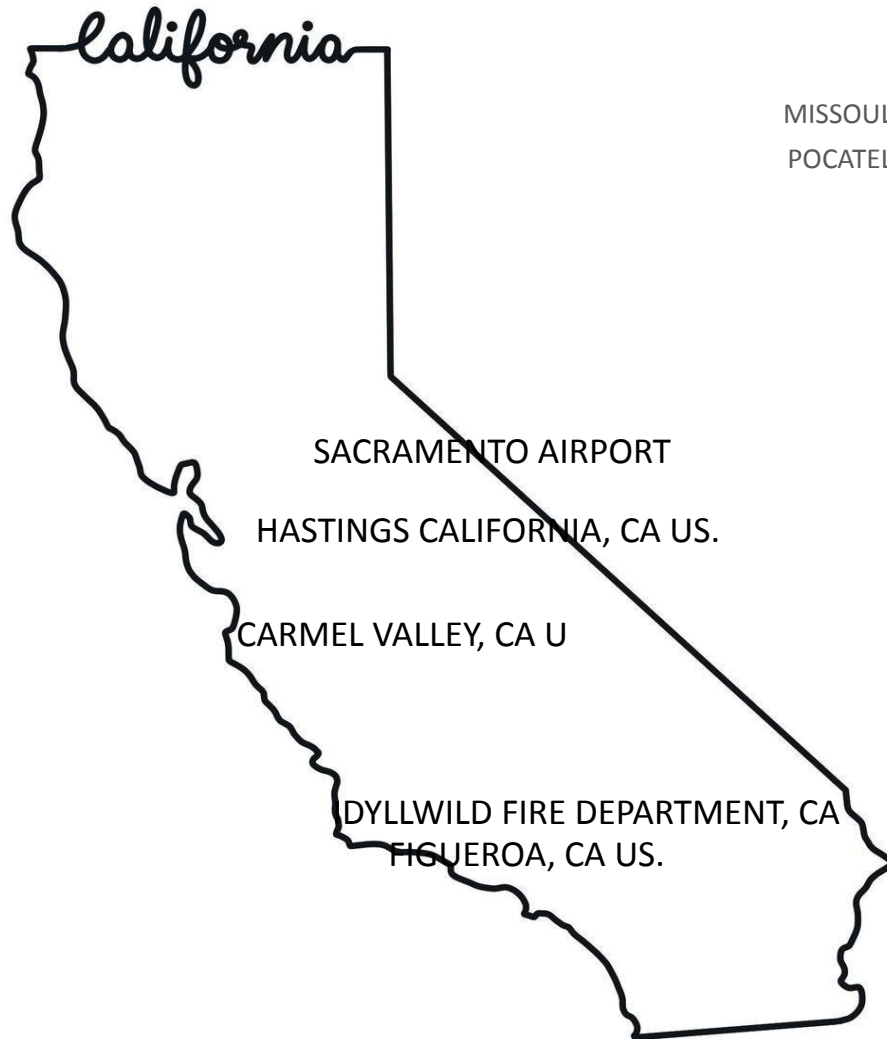 California
MISSOUL
POCATEL
SACRAMENTO AIRPORT
HASTINGS CALIFORNIA, CA US.
CARMEL VALLEY, CA U
DYLLWILD FIRE DEPARTMENT, CA
FIGUEROA, CA US.